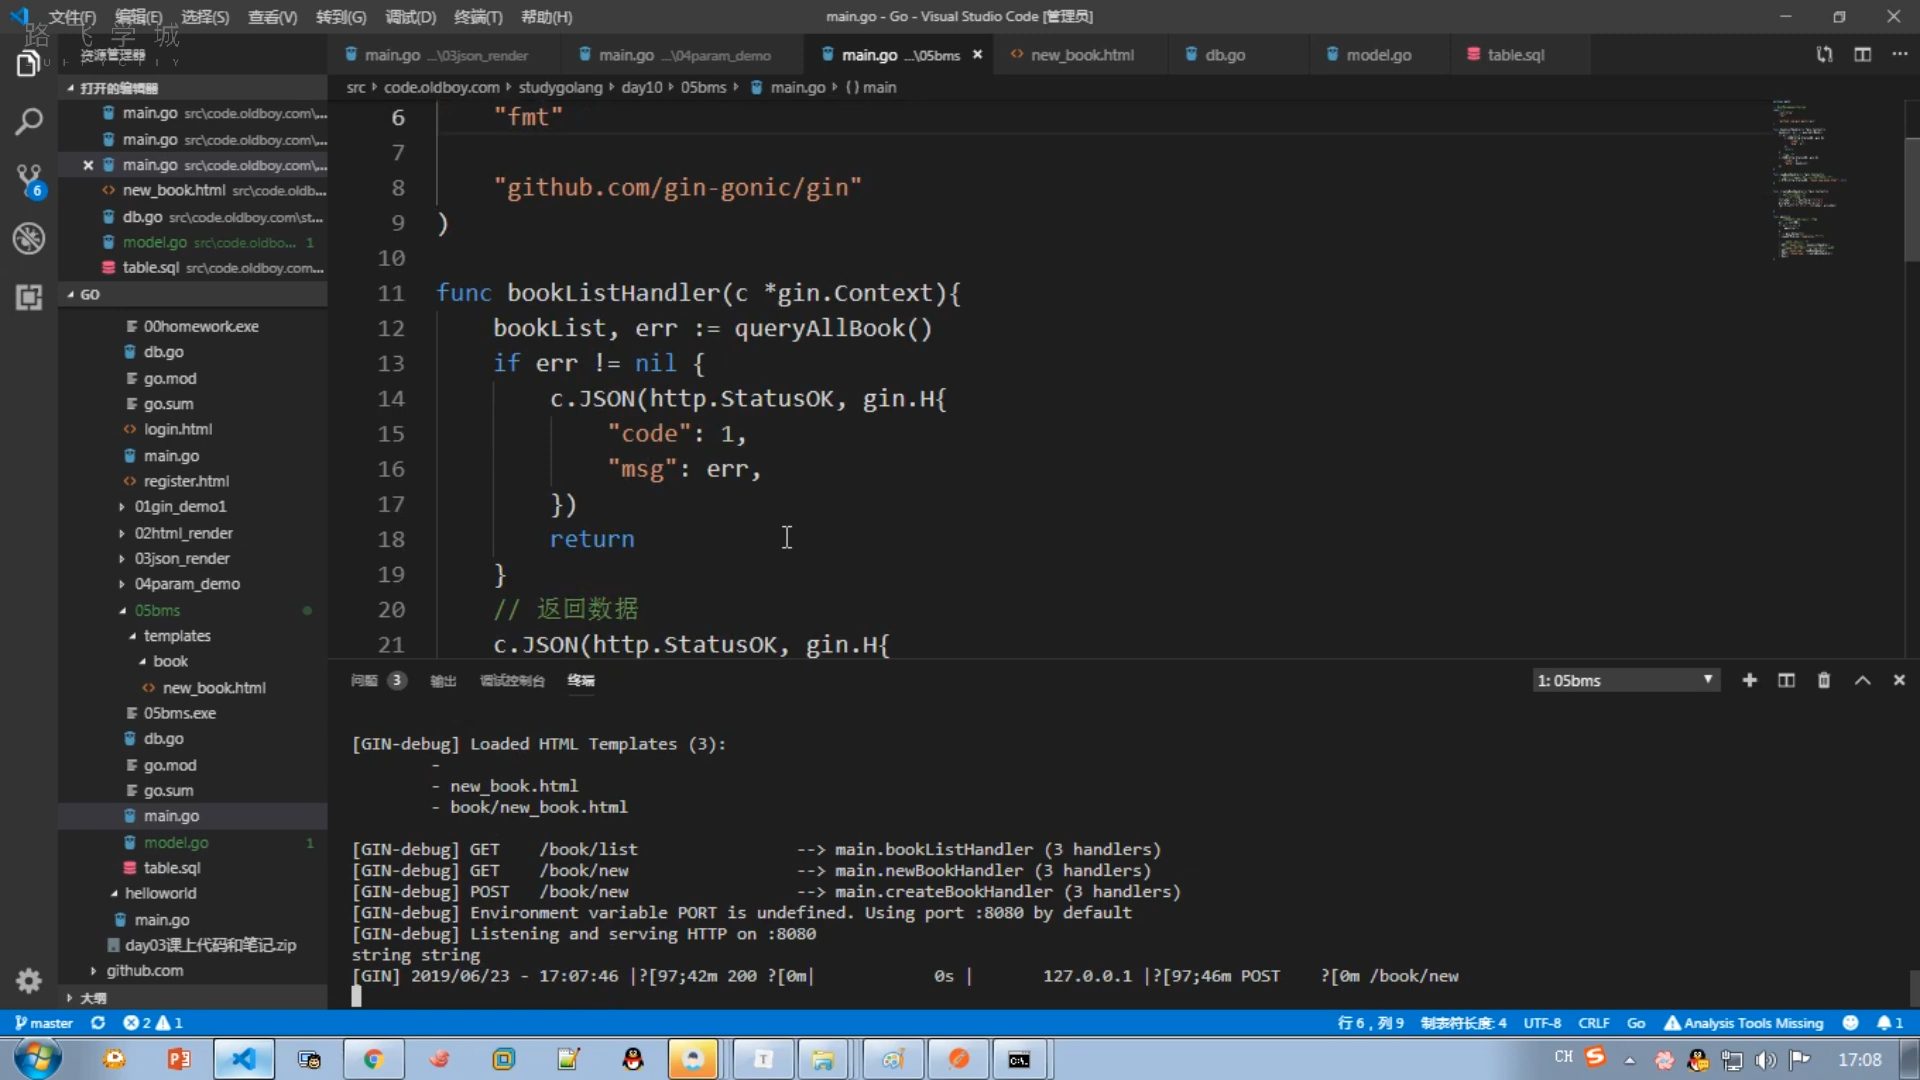 文件(F) 编辑(E) 选择(S) 查看(V) 转到(G) 调试(D) 终端(T) 帮助(H) main.go - Go - Visual Studio Code [管理员]
路飞学城
资源管理器
main.go ...\03json_render main.go ...\04param_demo main.go ...\05bms new_book.html db.go model.go table.sql
打开的编辑器
main.go src\code.oldboy.com\...
main.go src\code.oldboy.com\...
main.go src\code.oldboy.com\...
new_book.html src\code.oldb...
db.go src\code.oldboy.com\st...
model.go src\code.oldbo... 1
table.sql src\code.oldboy.com...
6
GO
00homework.exe
db.go
go.mod
go.sum
login.html
main.go
register.html
01gin_demo1
02html_render
03json_render
04param_demo
05bms
templates
book
new_book.html
05bms.exe
db.go
go.mod
go.sum
main.go
model.go 1
table.sql
helloworld
main.go
day03课上代码和笔记.zip
github.com
大纲
src › code.oldboy.com › studygolang › day10 › 05bms › main.go › {} main
6 "fmt"
7
8 "github.com/gin-gonic/gin"
9 )
10
11 func bookListHandler(c *gin.Context){
12 bookList, err := queryAllBook()
13 if err != nil {
14 c.JSON(http.StatusOK, gin.H{
15 "code": 1,
16 "msg": err,
17 })
18 return
19 }
20 // 返回数据
21 c.JSON(http.StatusOK, gin.H{
问题 3 输出 调试控制台 终端 1: 05bms
[GIN-debug] Loaded HTML Templates (3):
-
- new_book.html
- book/new_book.html
[GIN-debug] GET /book/list --> main.bookListHandler (3 handlers)
[GIN-debug] GET /book/new --> main.newBookHandler (3 handlers)
[GIN-debug] POST /book/new --> main.createBookHandler (3 handlers)
[GIN-debug] Environment variable PORT is undefined. Using port :8080 by default
[GIN-debug] Listening and serving HTTP on :8080
string string
[GIN] 2019/06/23 - 17:07:46 |?[97;42m 200 ?[0m| 0s | 127.0.0.1 |?[97;46m POST ?[0m /book/new
master 2 1 行 6，列 9 制表符长度: 4 UTF-8 CRLF Go Analysis Tools Missing 1
CH 17:08